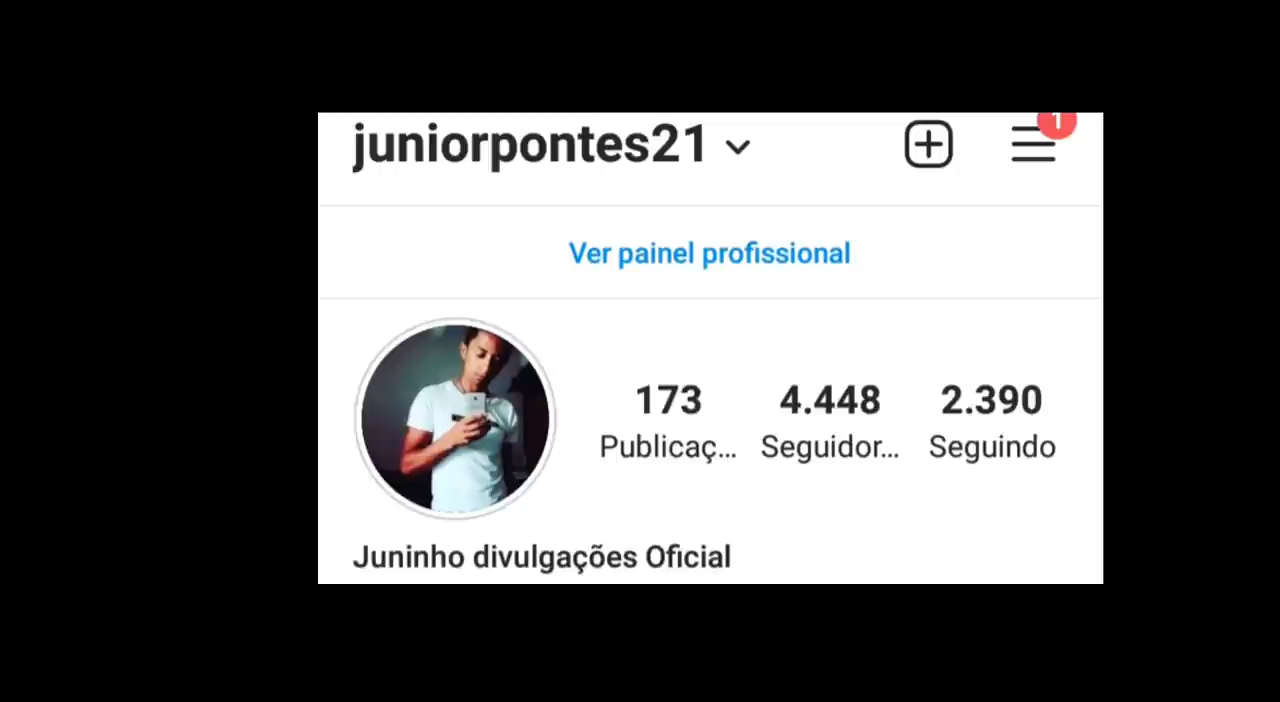 juniorpontes21
1
Ver painel profissional
173 4.448 2.390
Publicaç... Seguidor... Seguindo
Juninho divulgações Oficial